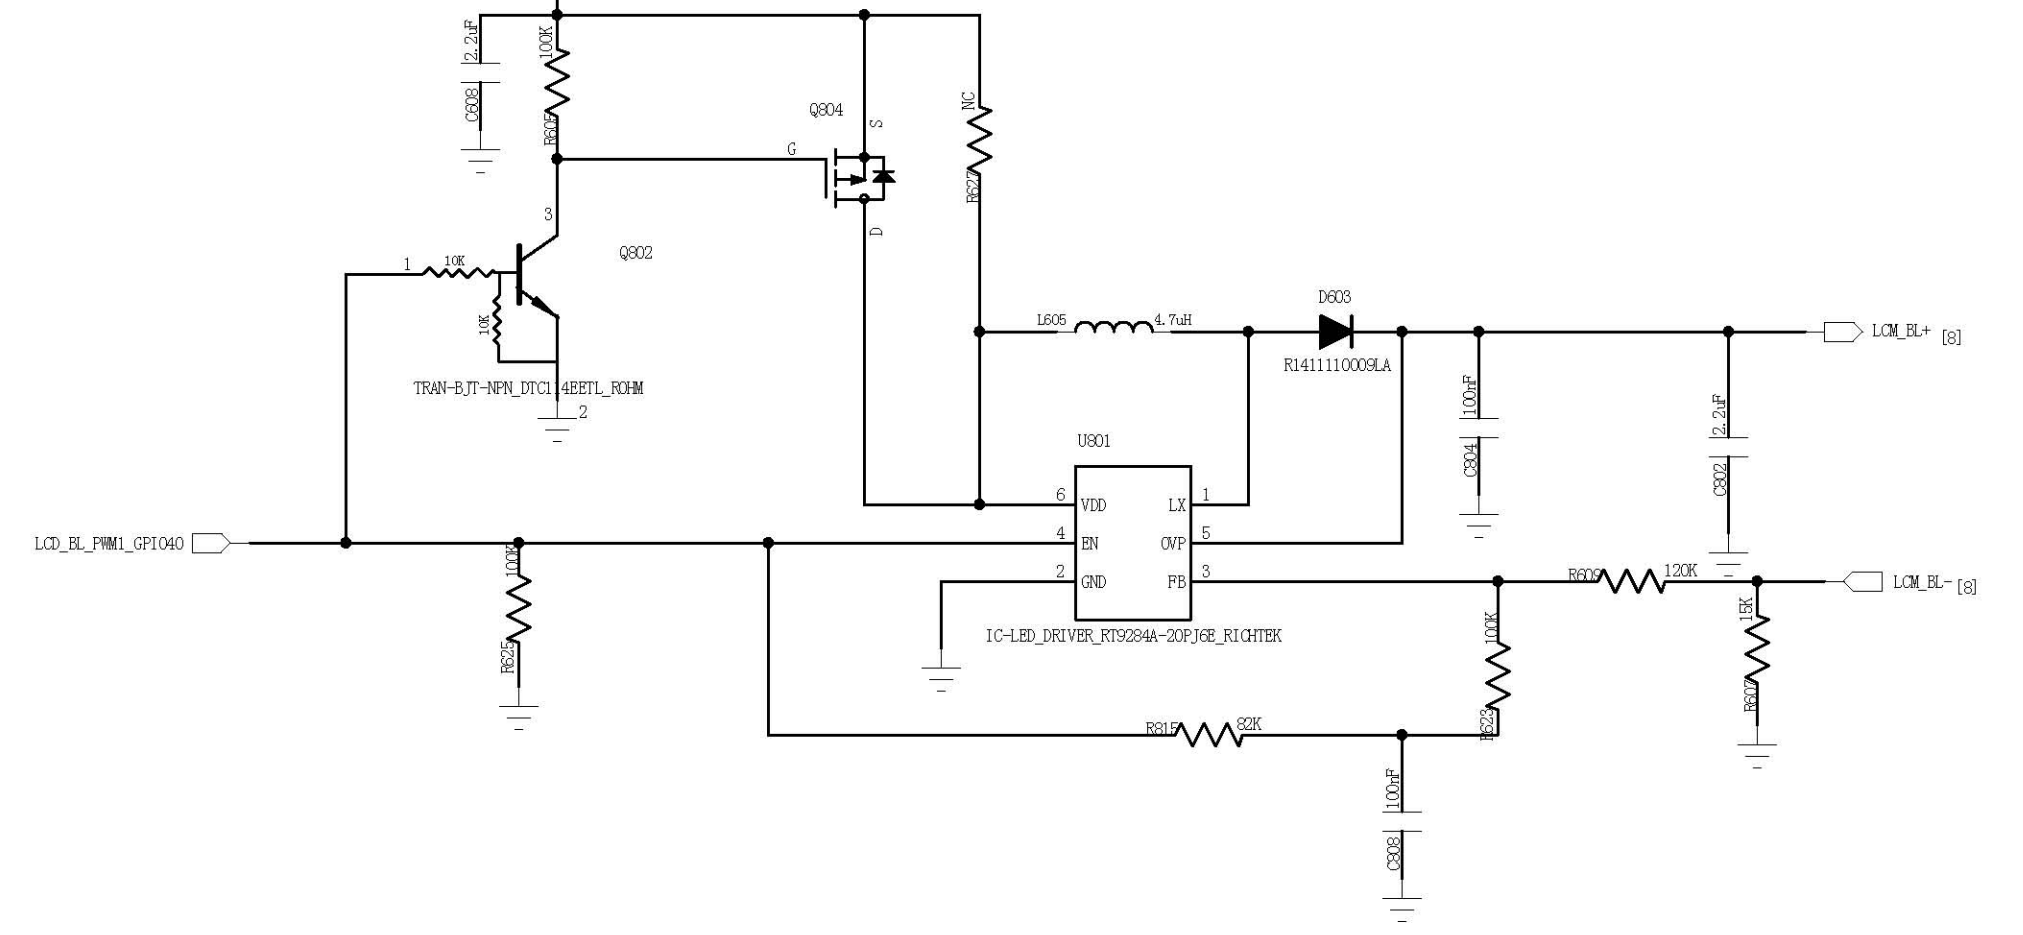 2.2uF
C608
100K
R605
Q804
S
G
D
NC
R627
3
Q802
1
10K
10K
TRAN-BJT-NPN_DTC114EETL_ROHM
2
L605
4.7uH
D603
R1411110009LA
LCM_BL+
[8]
100nF
C804
2.2uF
C802
U801
6
VDD
LX
1
LCD_BL_PWM1_GPIO40
4
EN
OVP
5
2
GND
FB
3
IC-LED_DRIVER_RT9284A-20PJ6E_RICHTEK
100K
R625
R609
120K
LCM_BL-
[8]
100K
R623
15K
R607
R815
82K
100nF
C808